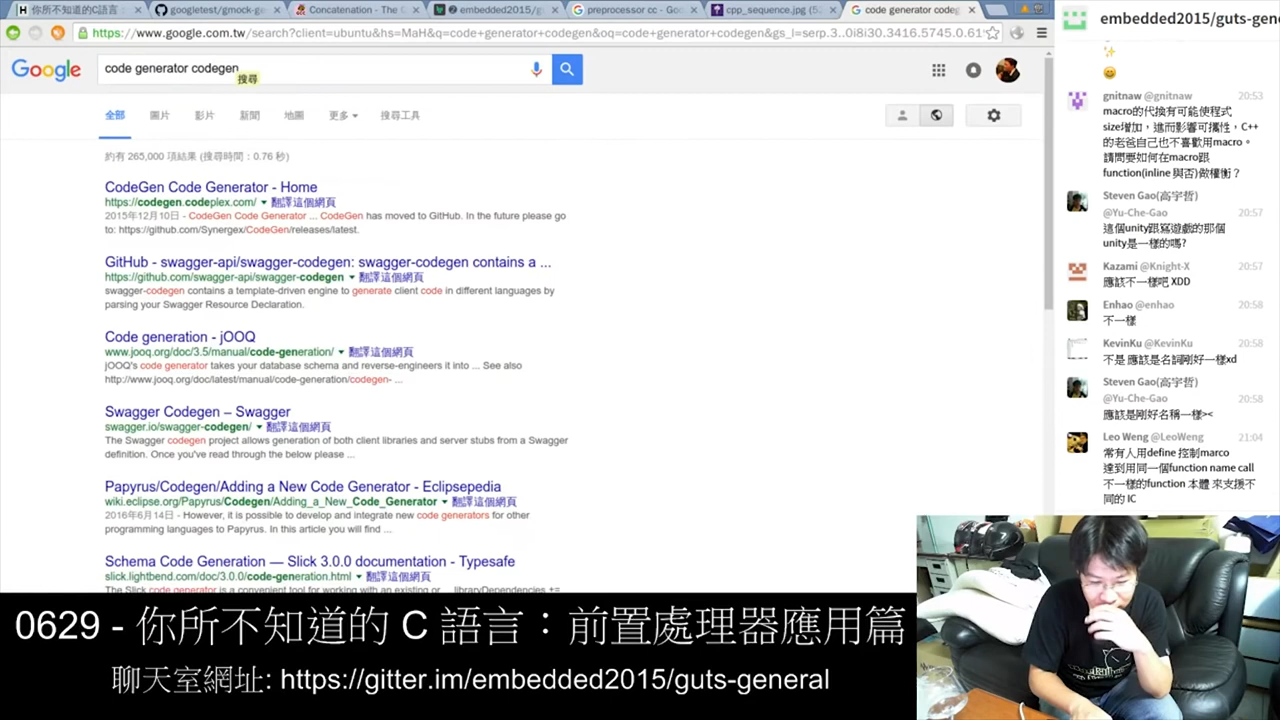 你所不知道的C語言
googletest/gmock-ge
Concatenation - The G
embedded2015/gu
preprocessor cc - Go
cpp_sequence.jpg (52
code generator codeg
https://www.google.com.tw/search?client=ubuntu&hs=MaH&q=code+generator+codegen&oq=code+generator+codegen&gs_l=serp.3...0i8i30.3416.5745.0.61
Google
code generator codegen
搜尋
全部 圖片 影片 新聞 地圖 更多 搜尋工具
約有 265,000 項結果 (搜尋時間：0.76 秒)
CodeGen Code Generator - Home
https://codegen.codeplex.com/ 翻譯這個網頁
2015年12月10日 - CodeGen Code Generator ... CodeGen has moved to GitHub. In the future please go
to: https://github.com/Synergex/CodeGen/releases/latest.
GitHub - swagger-api/swagger-codegen: swagger-codegen contains a ...
https://github.com/swagger-api/swagger-codegen 翻譯這個網頁
swagger-codegen contains a template-driven engine to generate client code in different languages by
parsing your Swagger Resource Declaration.
Code generation - jOOQ
www.jooq.org/doc/3.5/manual/code-generation/ 翻譯這個網頁
jOOQ's code generator takes your database schema and reverse-engineers it into ... See also
http://www.jooq.org/doc/latest/manual/code-generation/codegen- ...
Swagger Codegen – Swagger
swagger.io/swagger-codegen/ 翻譯這個網頁
The Swagger codegen project allows generation of both client libraries and server stubs from a Swagger
definition. Once you've read through the below please ...
Papyrus/Codegen/Adding a New Code Generator - Eclipsepedia
wiki.eclipse.org/Papyrus/Codegen/Adding_a_New_Code_Generator 翻譯這個網頁
2016年6月14日 - However, it is possible to develop and integrate new code generators for other
programming languages to Papyrus. In this article you will find ...
Schema Code Generation — Slick 3.0.0 documentation - Typesafe
slick.lightbend.com/doc/3.0.0/code-generation.html 翻譯這個網頁
The Slick code generator is a convenient tool for working with an existing or ... libraryDependencies +=
embedded2015/guts-gen
gnitnaw @gnitnaw 20:53
macro的代換有可能使程式
size增加，進而影響可攜性，C++
的老爸自己也不喜歡用macro。
請問要如何在macro跟
function(inline 與否)做權衡？
Steven Gao(高宇哲)
@Yu-Che-Gao 20:57
這個unity跟寫遊戲的那個
unity是一樣的嗎?
Kazami @Knight-X 20:57
應該不一樣吧 XDD
Enhao @enhao 20:58
不一樣
KevinKu @KevinKu 20:58
不是 應該是名詞剛好一樣xd
Steven Gao(高宇哲)
@Yu-Che-Gao 20:58
應該是剛好名稱一樣><
Leo Weng @LeoWeng 21:04
常有人用define 控制marco
達到用同一個function name call
不一樣的function 本體 來支援不
同的 IC
0629 - 你所不知道的 C 語言：前置處理器應用篇
聊天室網址: https://gitter.im/embedded2015/guts-general